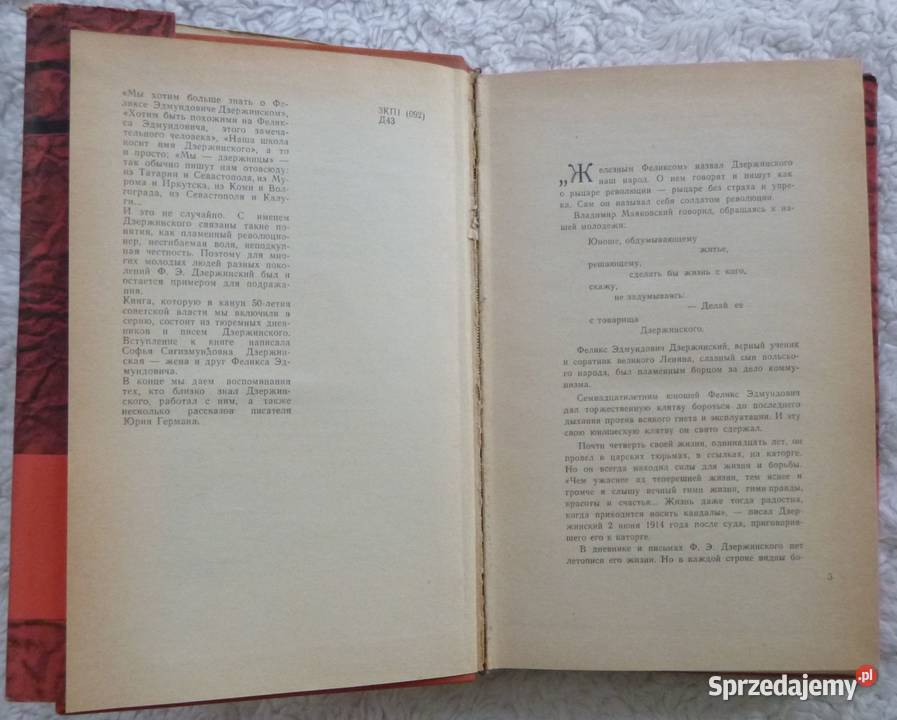 «Мы хотим больше знать о Фе-
ликсе Эдмундовиче Дзержинском»,
«Хотим быть похожими на Фелик-
са Эдмундовича, этого замеча-
тельного человека», «Наша школа
носит имя Дзержинского», а то
и просто: «Мы — дзержинцы» —
так обычно пишут нам отовсюду:
из Татарии и Севастополя, из Му-
рома и Иркутска, из Коми и Вол-
гограда, из Севастополя и Калу-
ги...
И это не случайно. С именем
Дзержинского связаны такие по-
нятия, как пламенный революцио-
нер, несгибаемая воля, неподкуп-
ная честность. Поэтому для мно-
гих молодых людей разных поко-
лений Ф. Э. Дзержинский был и
остается примером для подража-
ния.
Книга, которую в канун 50-летия
советской власти мы включили в
серию, состоит из тюремных днев-
ников и писем Дзержинского.
Вступление к книге написала
Софья Сигизмундовна Дзержин-
ская — жена и друг Феликса Эд-
мундовича.
В конце мы даем воспоминания
тех, кто близко знал Дзержин-
ского, работал с ним, а также
несколько рассказов писателя
Юрия Германа.
3КП1 (092)
Д43
„Железным Феликсом» назвал Дзержинского
наш народ. О нем говорят и пишут как
о рыцаре революции — рыцаре без страха и упре-
ка. Сам он называл себя солдатом революции.
Владимир Маяковский говорил, обращаясь к на-
шей молодежи:
Юноше, обдумывающему
житье,
решающему,
сделать бы жизнь с кого,
скажу,
не задумываясь:
— Делай ее
с товарища
Дзержинского.
Феликс Эдмундович Дзержинский, верный ученик
и соратник великого Ленина, славный сын польско-
го народа, был пламенным борцом за дело комму-
низма.
Семнадцатилетним юношей Феликс Эдмундович
дал торжественную клятву бороться до последнего
дыхания против всякого гнета и эксплуатации. И эту
свою юношескую клятву он свято сдержал.
Почти четверть своей жизни, одиннадцать лет, он
провел в царских тюрьмах, в ссылках, на каторге.
Но он всегда находил силы для жизни и борьбы.
«Чем ужаснее ад теперешней жизни, тем яснее и
громче я слышу вечный гимн жизни, гимн правды,
красоты и счастья... Жизнь даже тогда радостна,
когда приходится носить кандалы», — писал Дзер-
жинский 2 июня 1914 года после суда, приговорив-
шего его к каторге.
В дневнике и письмах Ф. Э. Дзержинского нет
летописи его жизни. Но в каждой строке видны бо-
3
Sprzedajemy.pl